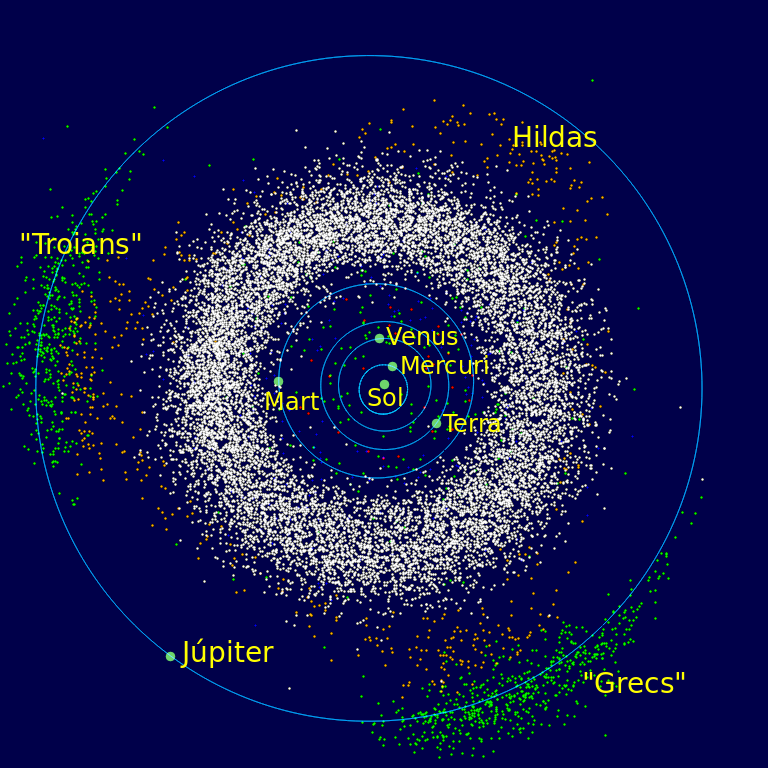 Hildas
"Troians"
Venus
Mercuri
Sol
Mart
Terra
Júpiter
"Grecs"